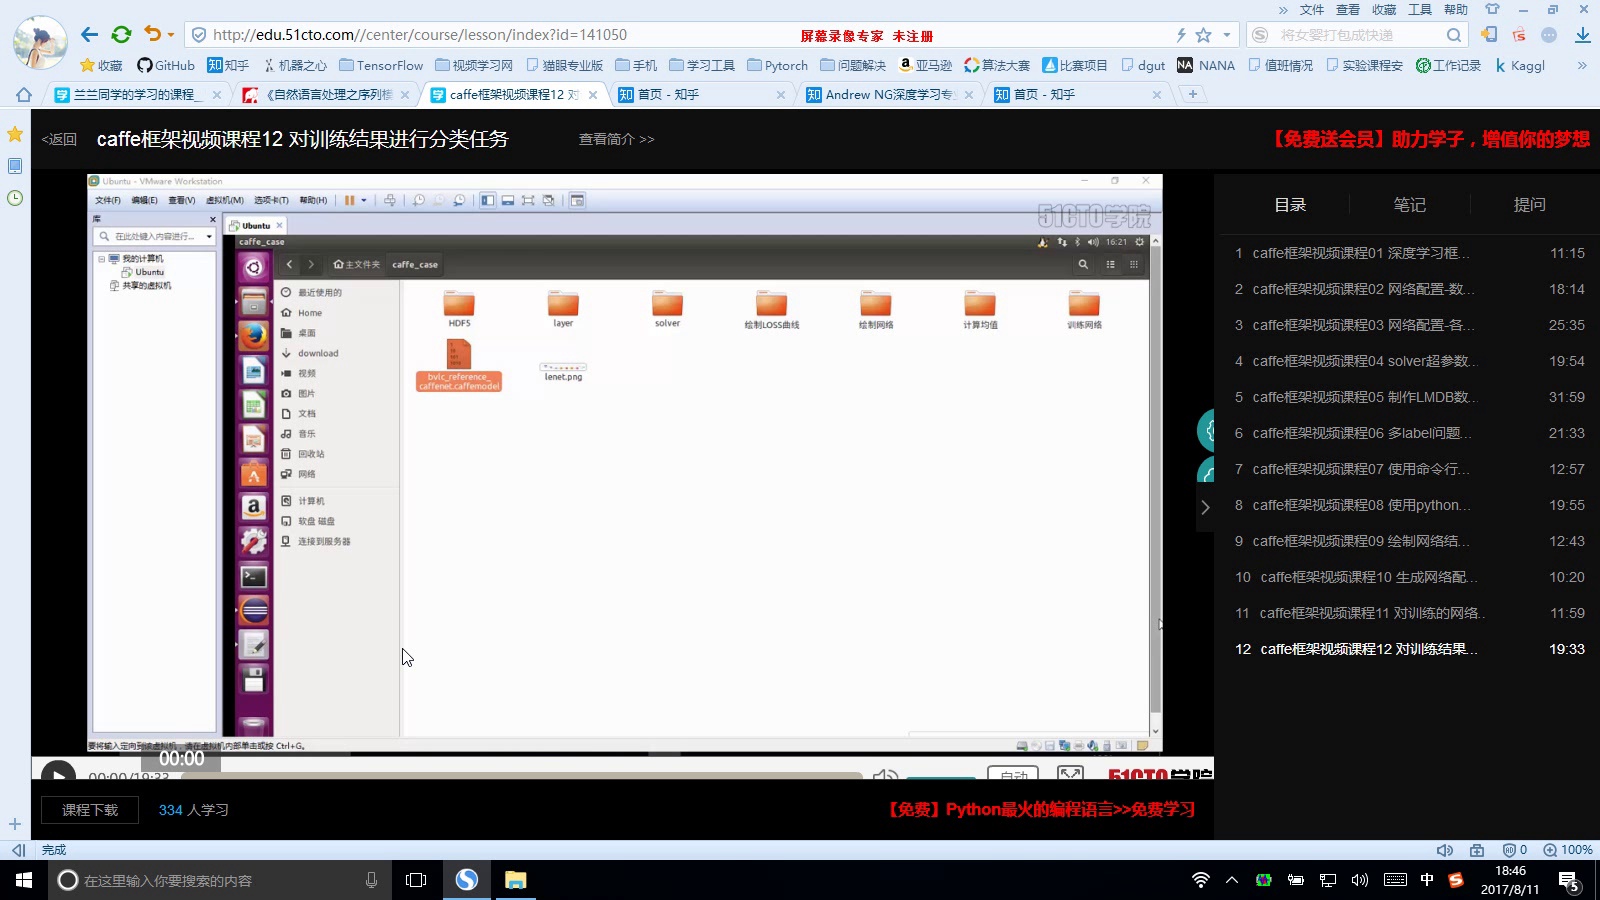 » 文件 查看 收藏 工具 帮助
http://edu.51cto.com//center/course/lesson/index?id=141050
屏幕录像专家 未注册
将女婴打包成快递
收藏 GitHub 知乎 机器之心 TensorFlow 视频学习网 猫眼专业版 手机 学习工具 Pytorch 问题解决 亚马逊 算法大赛 比赛项目 dgut NANA 值班情况 实验课程安 工作记录 Kaggl »
兰兰同学的学习的课程_ 《自然语言处理之序列模 caffe框架视频课程12 对 首页 - 知乎 Andrew NG深度学习专 首页 - 知乎
<返回 caffe框架视频课程12 对训练结果进行分类任务 查看简介 >>
【免费送会员】助力学子，增值你的梦想
Ubuntu - VMware Workstation
文件(F) 编辑(E) 查看(V) 虚拟机(M) 选项卡(T) 帮助(H)
51CTO学院
库
在此处键入内容进行...
Ubuntu
我的计算机
Ubuntu
共享的虚拟机
caffe_case
16:21
主文件夹 caffe_case
最近使用的
Home
桌面
download
视频
图片
文档
音乐
回收站
网络
计算机
软盘 磁盘
连接到服务器
HDF5 layer solver 绘制LOSS曲线 绘制网络 计算均值 训练网络
bvlc_reference_
caffenet.caffemodel
lenet.png
要将输入定向到该虚拟机，请在虚拟机内部单击或按 Ctrl+G。
00:00
00:00/19:33
自动
51CTO学院
目录 笔记 提问
1 caffe框架视频课程01 深度学习框... 11:15
2 caffe框架视频课程02 网络配置-数... 18:14
3 caffe框架视频课程03 网络配置-各... 25:35
4 caffe框架视频课程04 solver超参数... 19:54
5 caffe框架视频课程05 制作LMDB数... 31:59
6 caffe框架视频课程06 多label问题... 21:33
7 caffe框架视频课程07 使用命令行... 12:57
8 caffe框架视频课程08 使用python... 19:55
9 caffe框架视频课程09 绘制网络结... 12:43
10 caffe框架视频课程10 生成网络配... 10:20
11 caffe框架视频课程11 对训练的网络.. 11:59
12 caffe框架视频课程12 对训练结果... 19:33
课程下载 334 人学习
【免费】Python最火的编程语言>>免费学习
完成
0 100%
在这里输入你要搜索的内容
中
18:46
2017/8/11
5